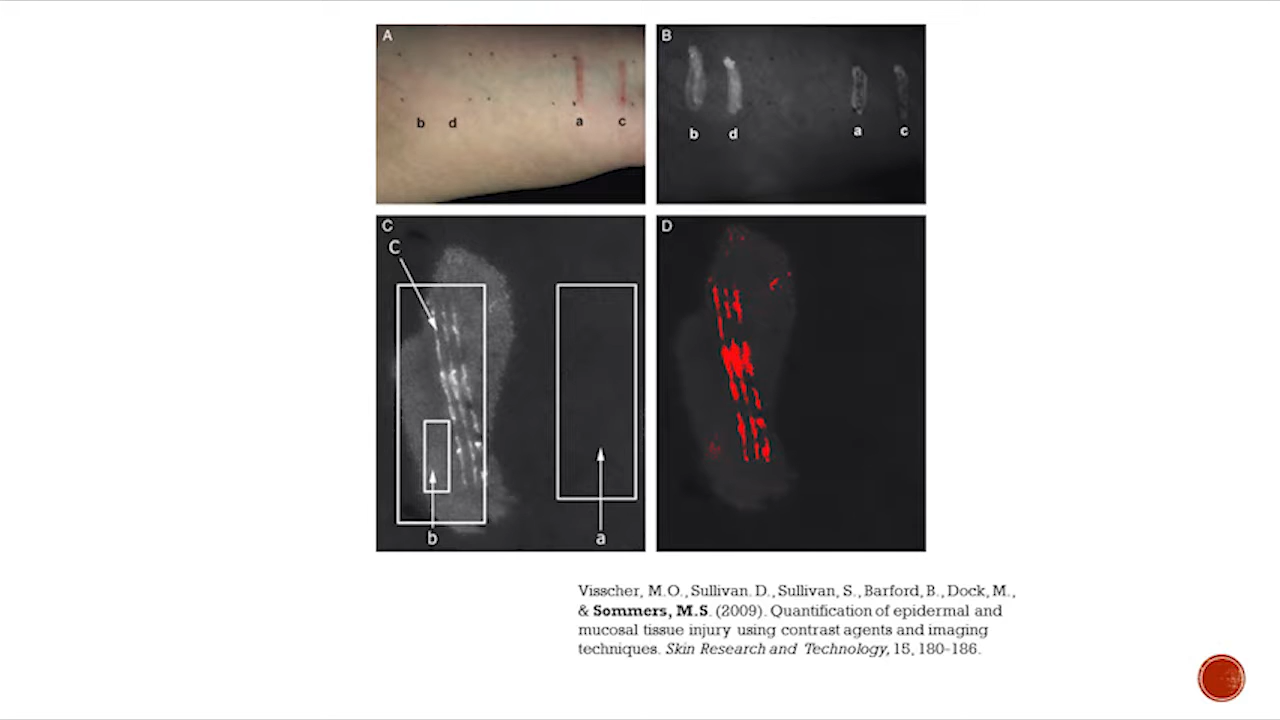 A
b d a c
B
b d a c
C
C
b a
D
Visscher, M.O., Sullivan. D., Sullivan, S., Barford, B., Dock, M.,
& Sommers, M.S. (2009). Quantification of epidermal and
mucosal tissue injury using contrast agents and imaging
techniques. Skin Research and Technology, 15, 180-186.